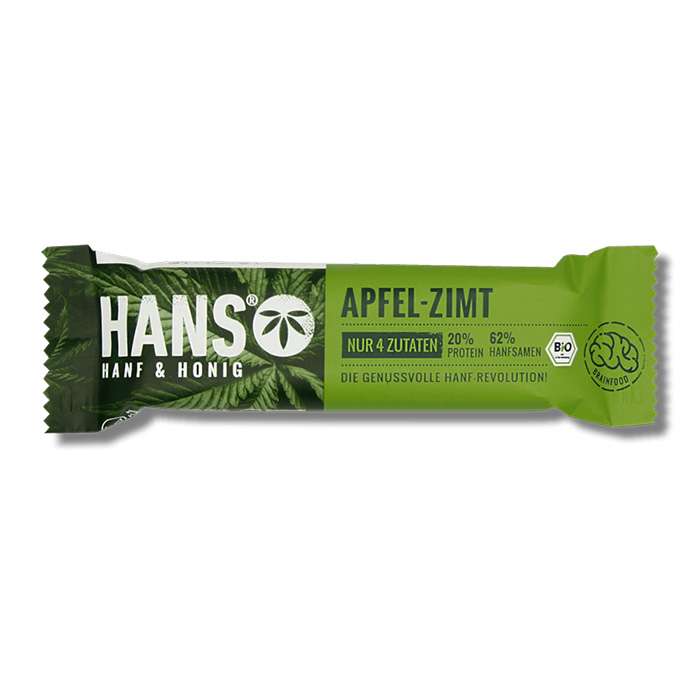 HANS®
HANF & HONIG
APFEL-ZIMT
NUR 4 ZUTATEN
20% PROTEIN
62% HANFSAMEN
Bio
DIE GENUSSVOLLE HANF-REVOLUTION!
BRAINFOOD